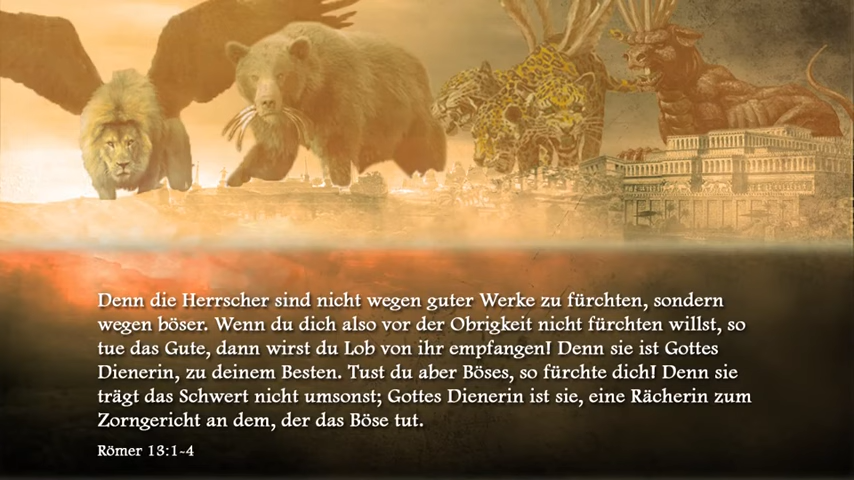 Denn die Herrscher sind nicht wegen guter Werke zu fürchten, sondern
wegen böser. Wenn du dich also vor der Obrigkeit nicht fürchten willst, so
tue das Gute, dann wirst du Lob von ihr empfangen! Denn sie ist Gottes
Dienerin, zu deinem Besten. Tust du aber Böses, so fürchte dich! Denn sie
trägt das Schwert nicht umsonst; Gottes Dienerin ist sie, eine Rächerin zum
Zorngericht an dem, der das Böse tut.
Römer 13:1-4